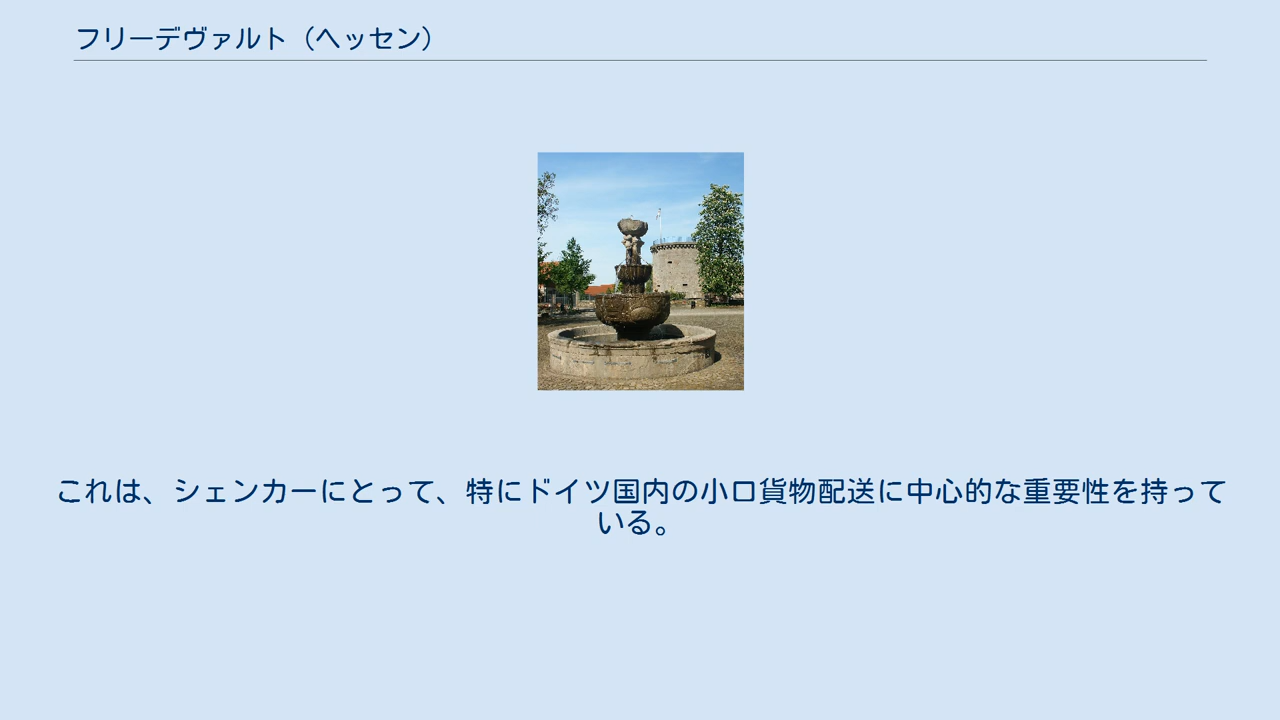 フリーデヴァルト（ヘッセン）
これは、シェンカーにとって、特にドイツ国内の小口貨物配送に中心的な重要性を持って
いる。